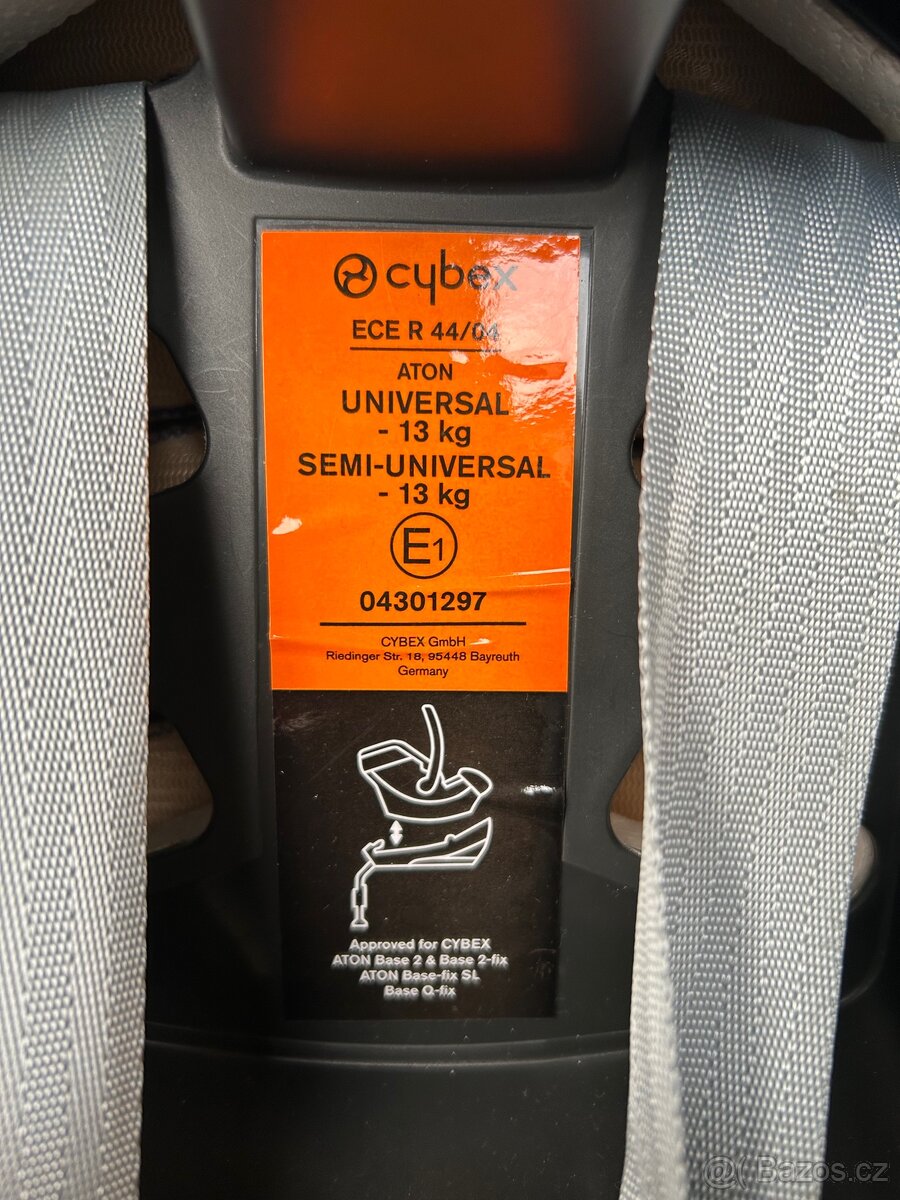 cybex
ECE R 44/04
ATON
UNIVERSAL
- 13 kg
SEMI-UNIVERSAL
- 13 kg
E1
04301297
CYBEX GmbH
Riedinger Str. 18, 95448 Bayreuth
Germany
Approved for CYBEX
ATON Base 2 & Base 2-fix
ATON Base-fix SL
Base Q-fix
@ Bazos.cz